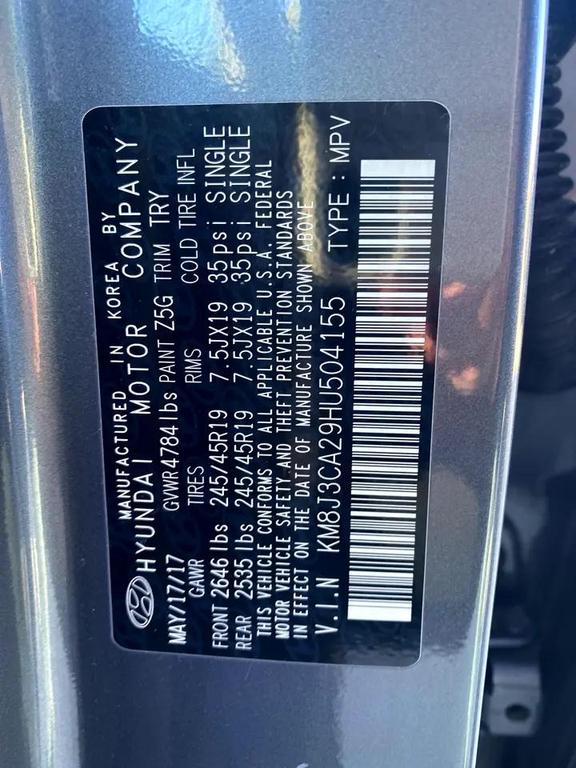 MANUFACTURED IN KOREA BY
HYUNDAI MOTOR COMPANY
MAY/17/17 GVWR 4784 lbs PAINT Z5G TRIM TRY
GAWR TIRES RIMS COLD TIRE INFL
FRONT 2646 lbs 245/45R19 7.5JX19 35psi SINGLE
REAR 2535 lbs 245/45R19 7.5JX19 35psi SINGLE
THIS VEHICLE CONFORMS TO ALL APPLICABLE U.S.A. FEDERAL
MOTOR VEHICLE SAFETY AND THEFT PREVENTION STANDARDS
IN EFFECT ON THE DATE OF MANUFACTURE SHOWN ABOVE
V.I.N KM8J3CA29HU504155 TYPE : MPV